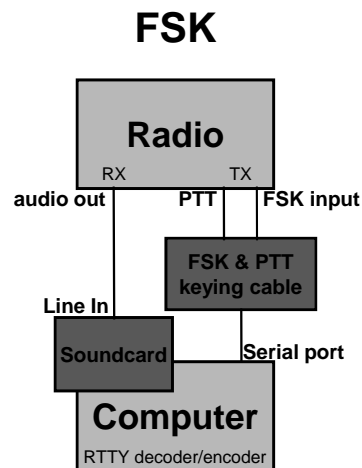 FSK
Radio
RX TX
audio out PTT FSK input
FSK & PTT
keying cable
Line In
Soundcard Serial port
Computer
RTTY decoder/encoder